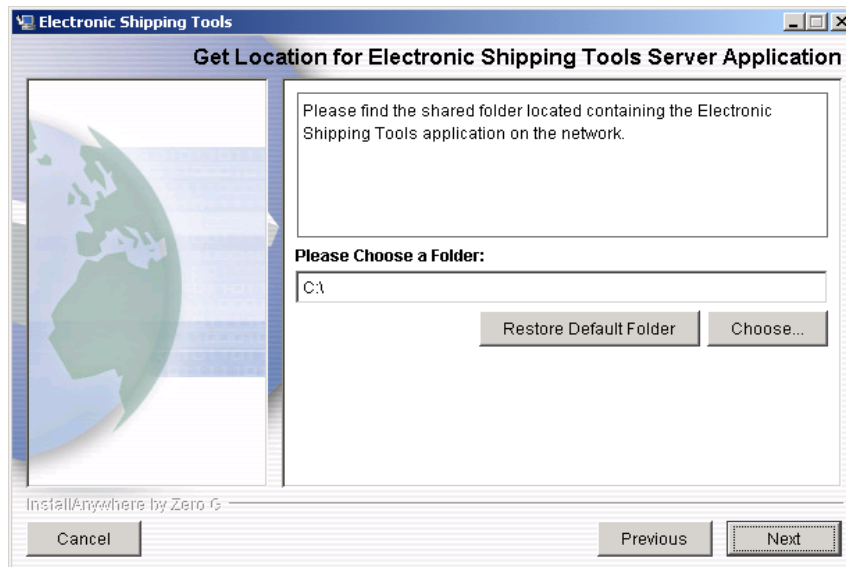 Electronic Shipping Tools
Get Location for Electronic Shipping Tools Server Application
Please find the shared folder located containing the Electronic
Shipping Tools application on the network.
Please Choose a Folder:
C:\
Restore Default Folder
Choose...
InstallAnywhere by Zero G
Cancel
Previous
Next